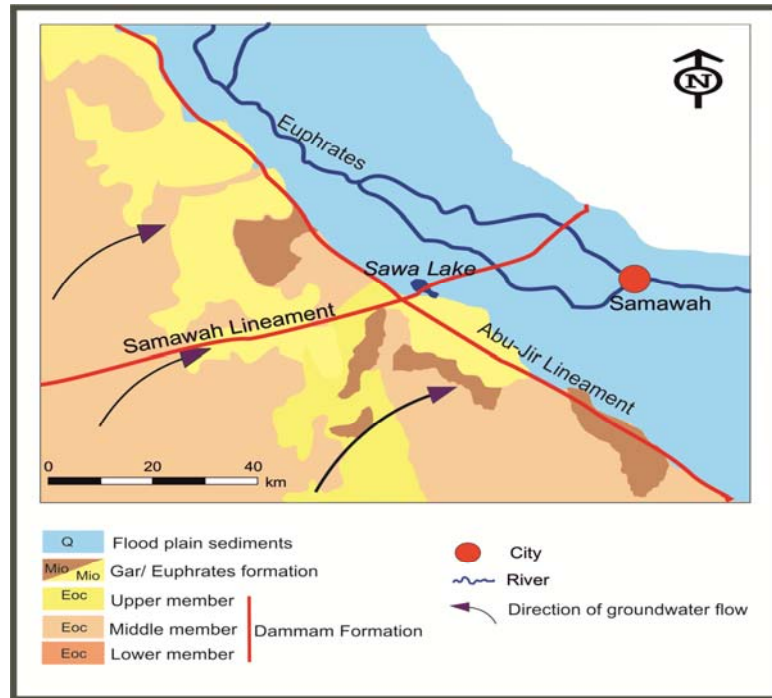 N
Euphrates
Sawa Lake
Samawah
Samawah Lineament
Abu-Jir Lineament
0 20 40
km
Q Flood plain sediments
Mio Mio Gar/ Euphrates formation
Eoc Upper member
Eoc Middle member
Eoc Lower member
Dammam Formation
City
River
Direction of groundwater flow